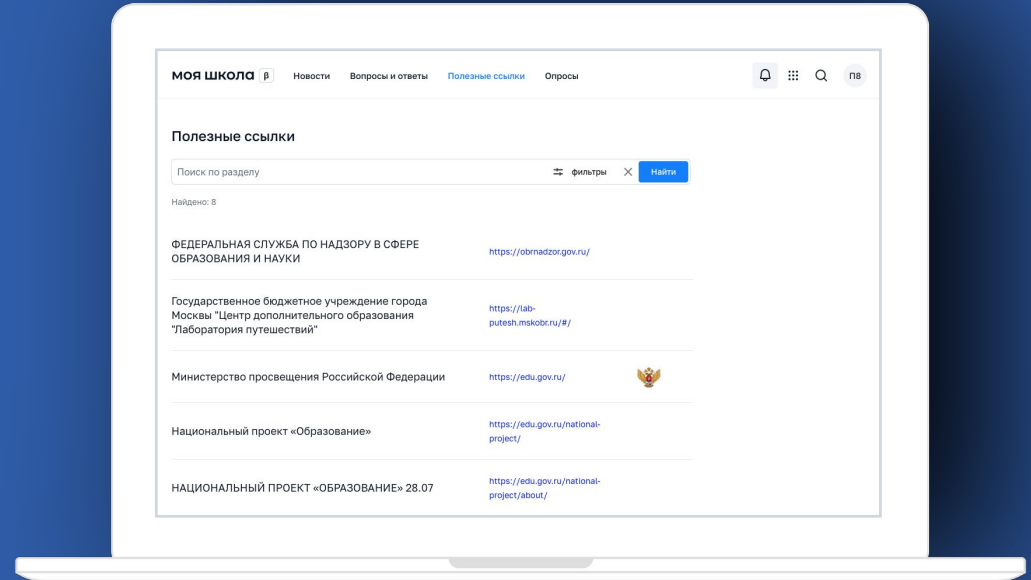 МОЯ ШКОЛА β Новости Вопросы и ответы Полезные ссылки Опросы П8
Полезные ссылки
Поиск по разделу фильтры Найти
Найдено: 8
ФЕДЕРАЛЬНАЯ СЛУЖБА ПО НАДЗОРУ В СФЕРЕ
ОБРАЗОВАНИЯ И НАУКИ
https://obrnadzor.gov.ru/
Государственное бюджетное учреждение города
Москвы "Центр дополнительного образования
"Лаборатория путешествий"
https://lab-
putesh.mskobr.ru/#/
Министерство просвещения Российской Федерации
https://edu.gov.ru/
Национальный проект «Образование»
https://edu.gov.ru/national-
project/
НАЦИОНАЛЬНЫЙ ПРОЕКТ «ОБРАЗОВАНИЕ» 28.07
https://edu.gov.ru/national-
project/about/